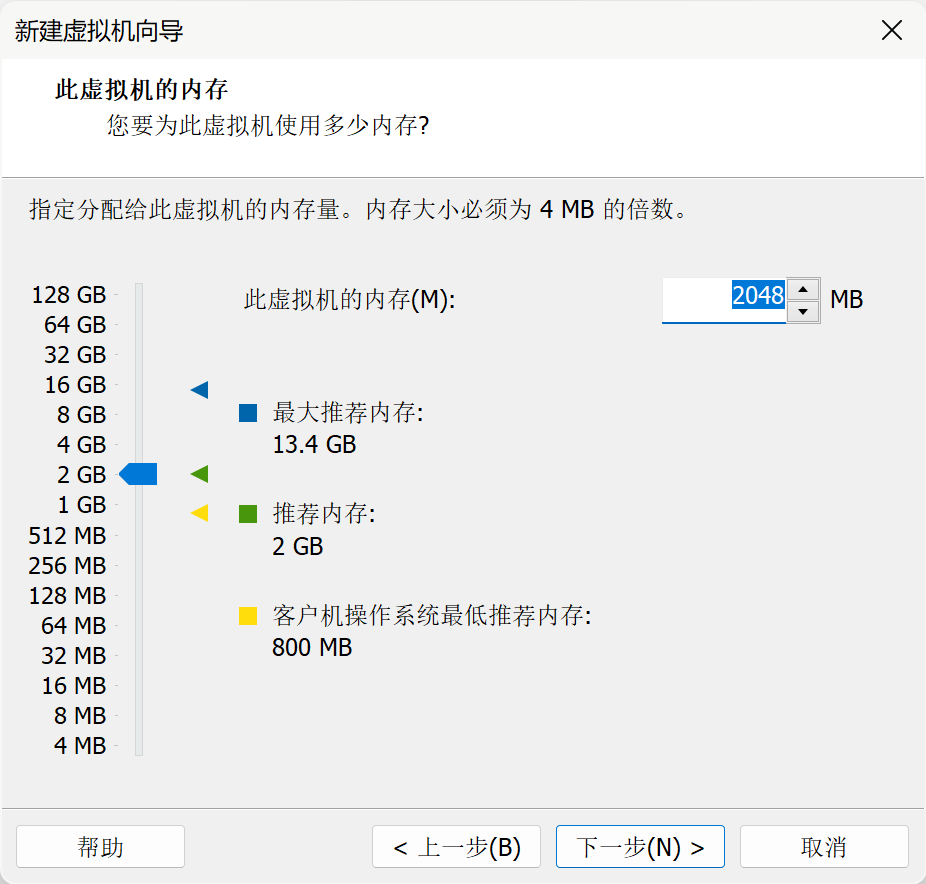 新建虚拟机向导
此虚拟机的内存
您要为此虚拟机使用多少内存?
指定分配给此虚拟机的内存量。内存大小必须为 4 MB 的倍数。
128 GB
64 GB
32 GB
16 GB
8 GB
4 GB
2 GB
1 GB
512 MB
256 MB
128 MB
64 MB
32 MB
16 MB
8 MB
4 MB
此虚拟机的内存(M): 2048 MB
最大推荐内存:
13.4 GB
推荐内存:
2 GB
客户机操作系统最低推荐内存:
800 MB
帮助 < 上一步(B) 下一步(N) > 取消